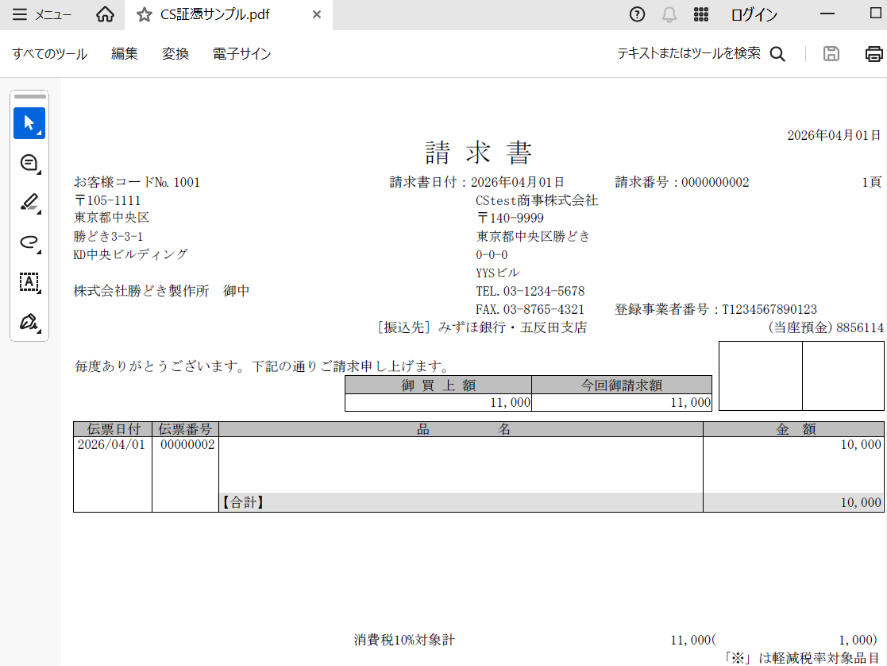 メニュー CS証憑サンプル.pdf × ログイン
すべてのツール 編集 変換 電子サイン テキストまたはツールを検索
2026年04月01日
請 求 書
お客様コード№ 1001 請求書日付：2026年04月01日 請求番号：0000000002 1頁
〒105-1111 CStest商事株式会社
東京都中央区 〒140-9999
勝どき3-3-1 東京都中央区勝どき
KD中央ビルディング 0-0-0
YYSビル
株式会社勝どき製作所 御中 TEL.03-1234-5678
FAX.03-8765-4321 登録事業者番号：T1234567890123
［振込先］みずほ銀行・五反田支店 (当座預金)8856114
毎度ありがとうございます。下記の通りご請求申し上げます。
御 買 上 額 今回御請求額
11,000 11,000
伝票日付 伝票番号 品 名 金 額
2026/04/01 00000002 10,000
【合計】 10,000
消費税10%対象計 11,000( 1,000)
「※」は軽減税率対象品目